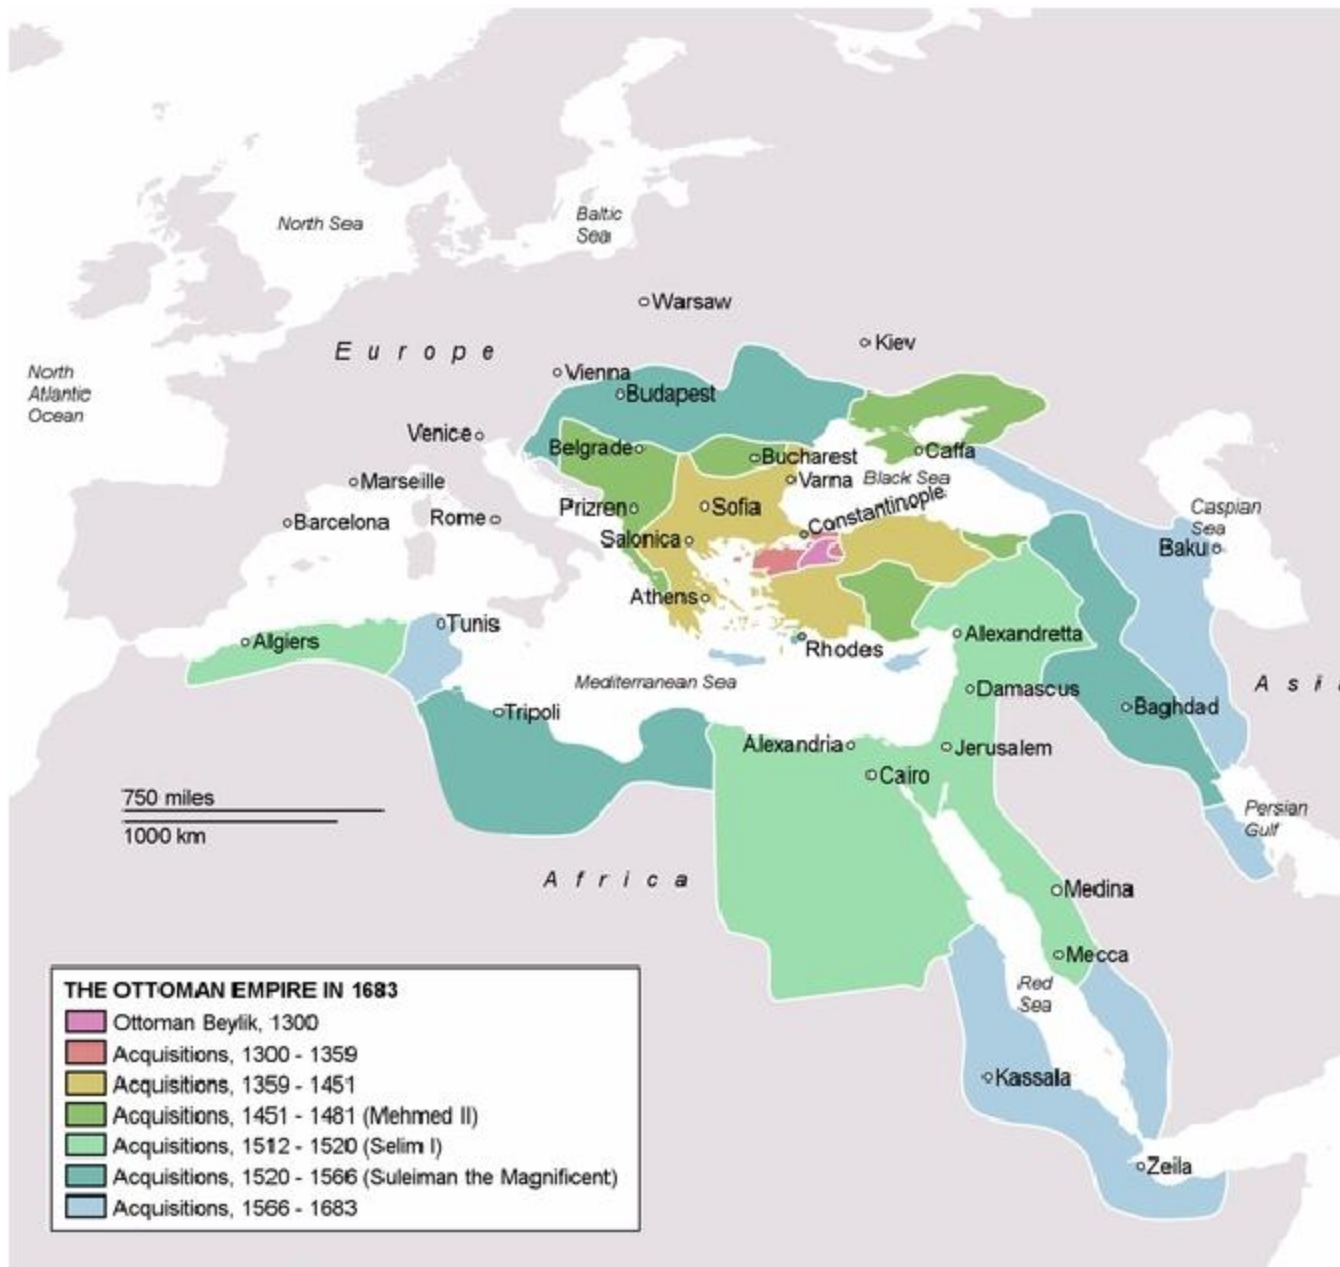 North Sea
Baltic
Sea
Warsaw
Kiev
Europe
North
Atlantic
Ocean
Vienna
Budapest
Venice
Belgrade
Bucharest
Caffa
Marseille
Varna
Black Sea
Barcelona
Rome
Prizren
Sofia
Constantinople
Caspian
Sea
Salonica
Baku
Athens
Tunis
Algiers
Rhodes
Alexandretta
Mediterranean Sea
Damascus
Asi
Tripoli
Baghdad
Alexandria
Jerusalem
Cairo
750 miles
1000 km
Persian
Gulf
Africa
Medina
Mecca
Red
Sea
Kassala
Zeila
THE OTTOMAN EMPIRE IN 1683
Ottoman Beylik, 1300
Acquisitions, 1300 - 1359
Acquisitions, 1359 - 1451
Acquisitions, 1451 - 1481 (Mehmed II)
Acquisitions, 1512 - 1520 (Selim I)
Acquisitions, 1520 - 1566 (Suleiman the Magnificent)
Acquisitions, 1566 - 1683